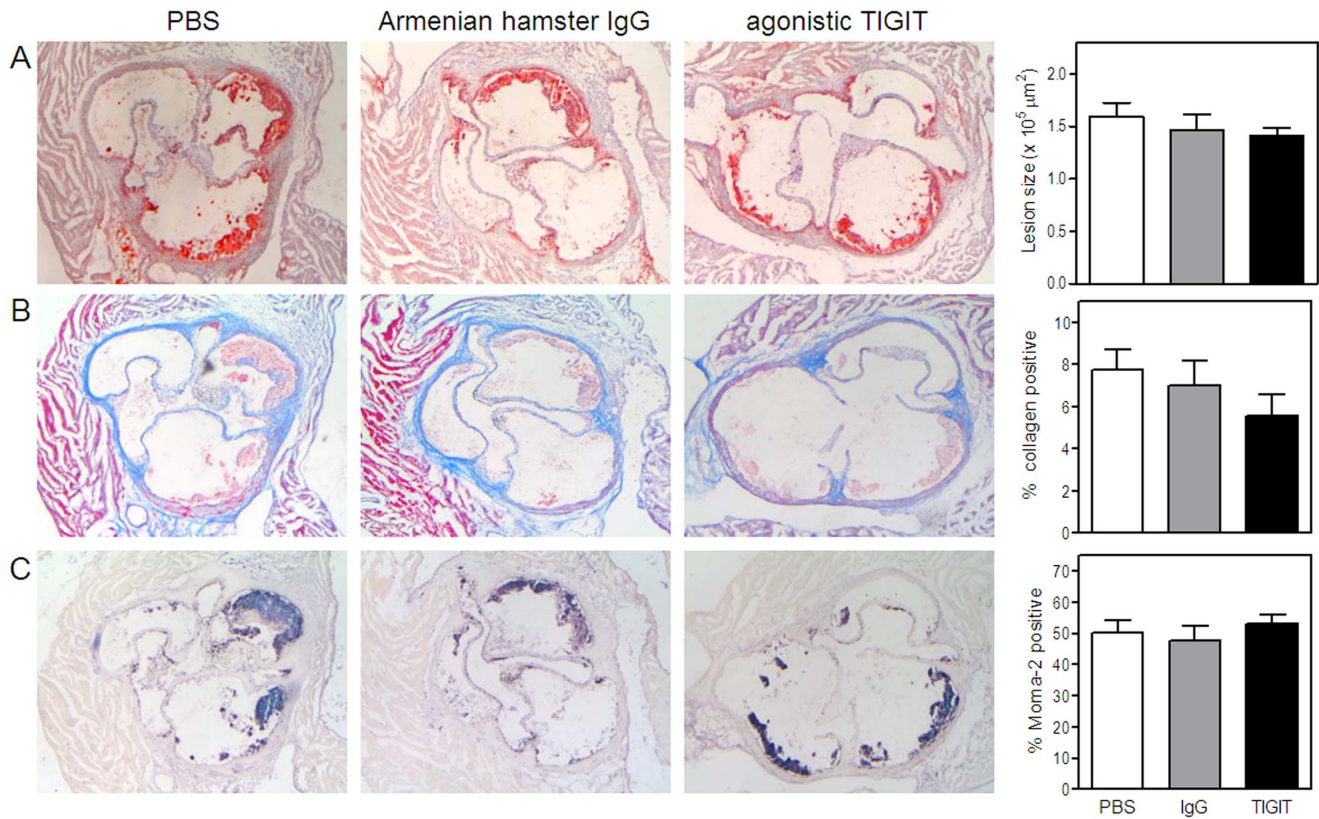 PBS Armenian hamster IgG agonistic TIGIT
A
Lesion size (x 10⁵ μm²)
2.0
1.5
1.0
0.5
0.0
B
% collagen positive
10
8
6
4
2
0
C
% Moma-2 positive
70
60
50
40
30
20
10
0
PBS IgG TIGIT